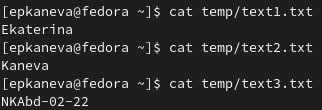 [epkaneva@fedora ~]$ cat temp/text1.txt
Ekaterina
[epkaneva@fedora ~]$ cat temp/text2.txt
Kaneva
[epkaneva@fedora ~]$ cat temp/text3.txt
NKAbd-02-22